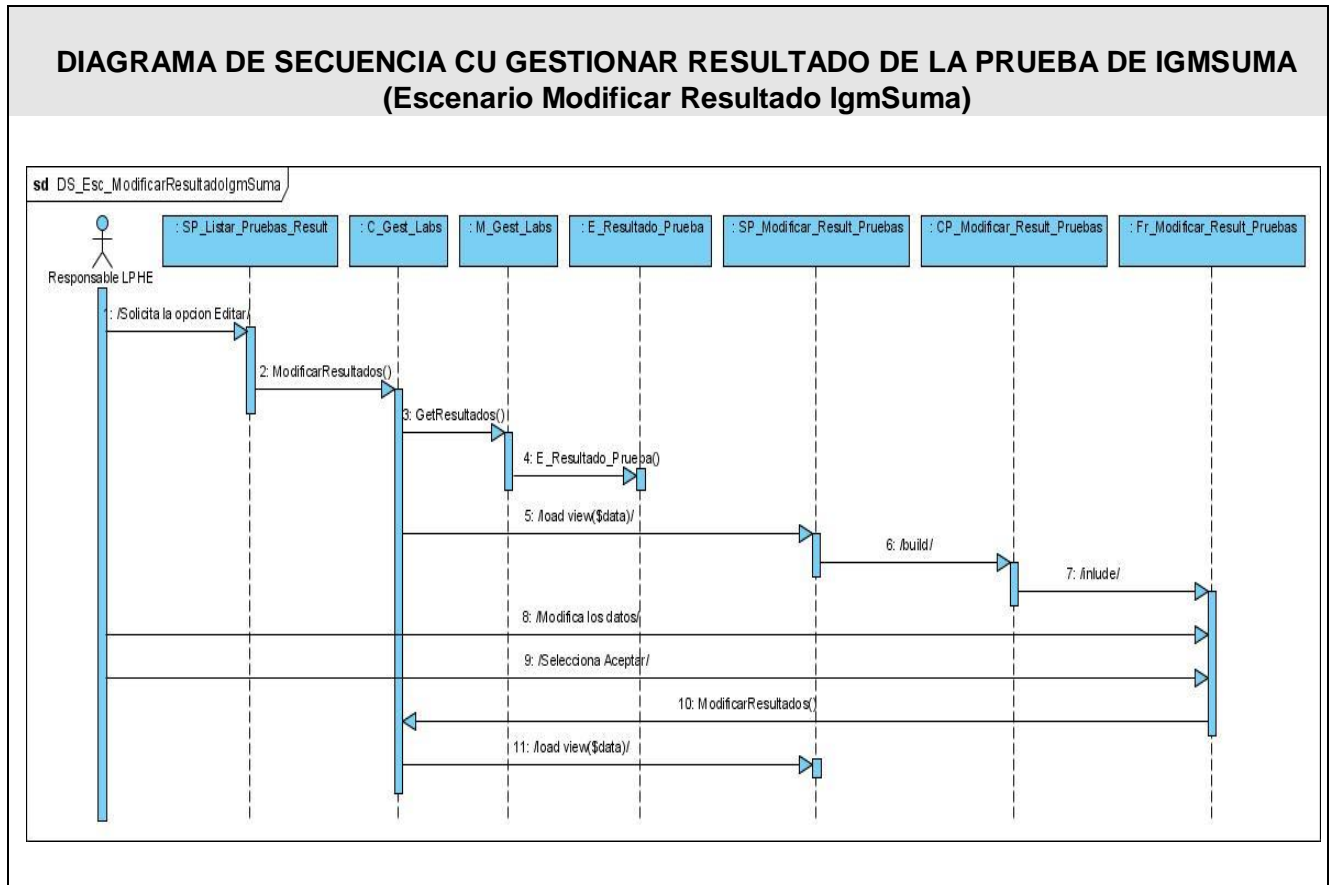 DIAGRAMA DE SECUENCIA CU GESTIONAR RESULTADO DE LA PRUEBA DE IGMSUMA
(Escenario Modificar Resultado IgmSuma)
sd DS_Esc_ModificarResultadoIgmSuma
: SP_Listar_Pruebas_Result
: C_Gest_Labs
: M_Gest_Labs
: E_Resultado_Prueba
: SP_Modificar_Result_Pruebas
: CP_Modificar_Result_Pruebas
: Fr_Modificar_Result_Pruebas
Responsable LPHE
1: /Solicita la opcion Editar/
2: ModificarResultados()
3: GetResultados()
4: E_Resultado_Prueba()
5: /load view($data)/
6: /build/
7: /inlude/
8: /Modifica los datos/
9: /Selecciona Aceptar/
10: ModificarResultados()
11: /load view($data)/